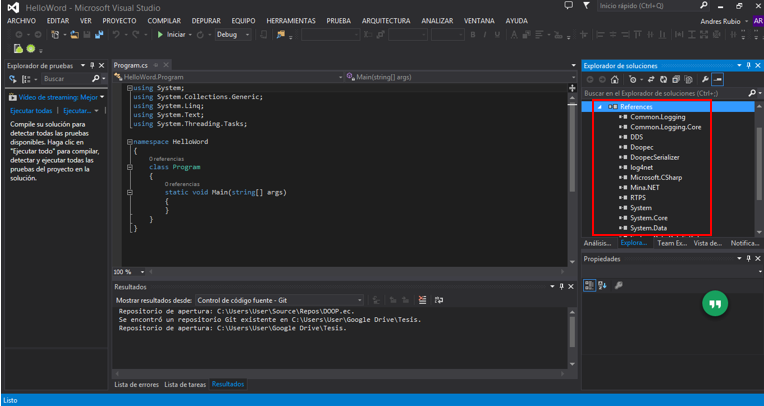 HelloWord - Microsoft Visual Studio
Inicio rápido (Ctrl+Q)
ARCHIVO EDITAR VER PROYECTO COMPILAR DEPURAR EQUIPO HERRAMIENTAS PRUEBA ARQUITECTURA ANALIZAR VENTANA AYUDA
Andres Rubio AR
Iniciar Debug
Explorador de pruebas
Buscar
Vídeo de streaming: Mejor
Ejecutar todas | Ejecutar...
Compile su solución para
detectar todas las pruebas
disponibles. Haga clic en
"Ejecutar todo" para compilar,
detectar y ejecutar todas las
pruebas del proyecto en la
solución.
Program.cs
HelloWord.Program
Main(string[] args)
using System;
using System.Collections.Generic;
using System.Linq;
using System.Text;
using System.Threading.Tasks;
namespace HelloWord
{
0 referencias
class Program
{
0 referencias
static void Main(string[] args)
{
}
}
}
100 %
Resultados
Mostrar resultados desde: Control de código fuente - Git
Repositorio de apertura: C:\Users\User\Source\Repos\DOOP.ec.
Se encontró un repositorio Git existente en C:\Users\User\Google Drive\Tesis.
Repositorio de apertura: C:\Users\User\Google Drive\Tesis.
Lista de errores Lista de tareas Resultados
Explorador de soluciones
Buscar en el Explorador de soluciones (Ctrl+;)
References
Common.Logging
Common.Logging.Core
DDS
Doopec
DoopecSerializer
log4net
Microsoft.CSharp
Mina.NET
RTPS
System
System.Core
System.Data
Análisis... Explora... Team Ex... Vista de... Notifica...
Propiedades
Listo